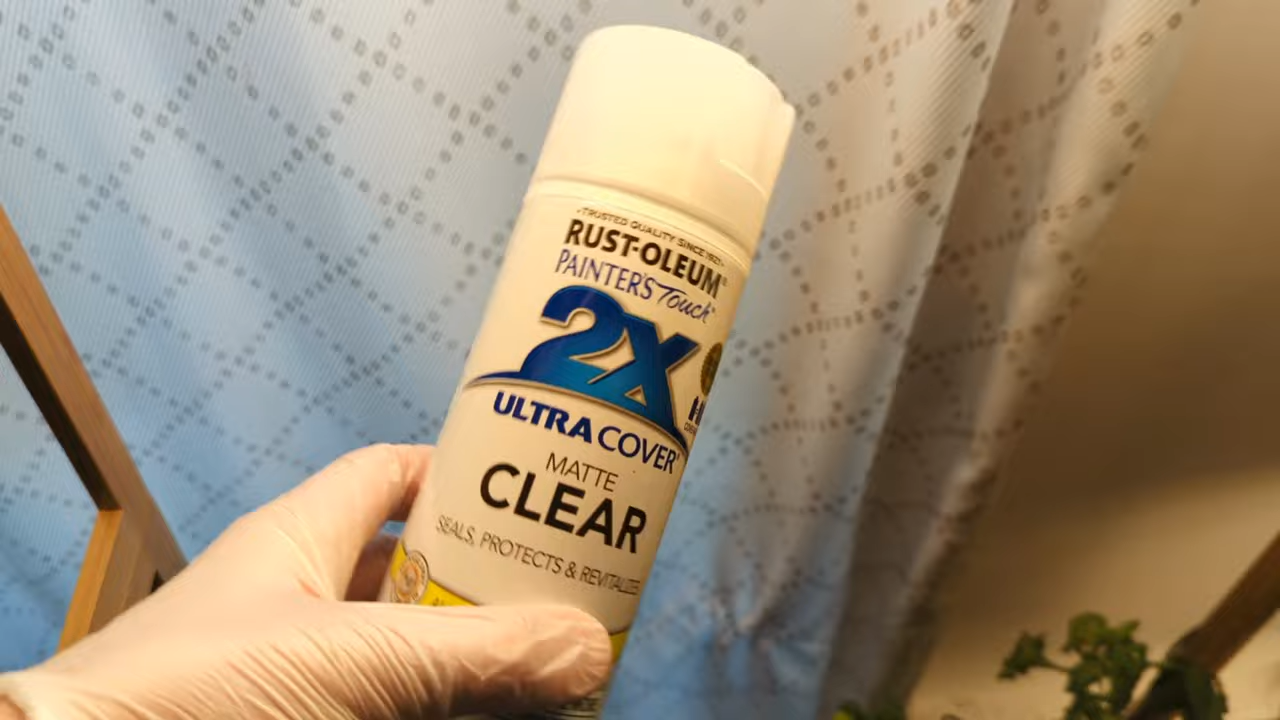 •TRUSTED QUALITY SINCE 1921•
RUST-OLEUM®
PAINTER'S Touch®
2X
ULTRA COVER®
MATTE
CLEAR
SEALS, PROTECTS & REVITALIZES